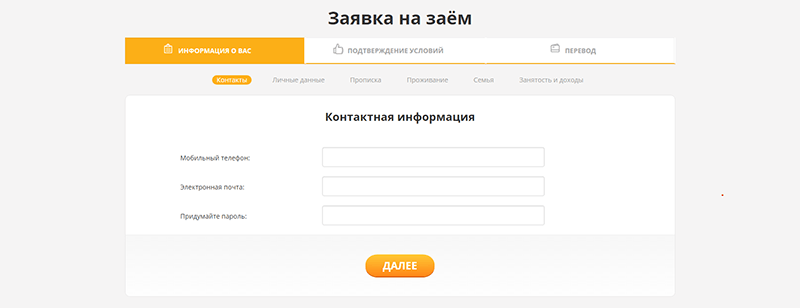 Заявка на заём
ИНФОРМАЦИЯ О ВАС ПОДТВЕРЖДЕНИЕ УСЛОВИЙ ПЕРЕВОД
Контакты Личные данные Прописка Проживание Семья Занятость и доходы
Контактная информация
Мобильный телефон:
Электронная почта:
Придумайте пароль:
ДАЛЕЕ